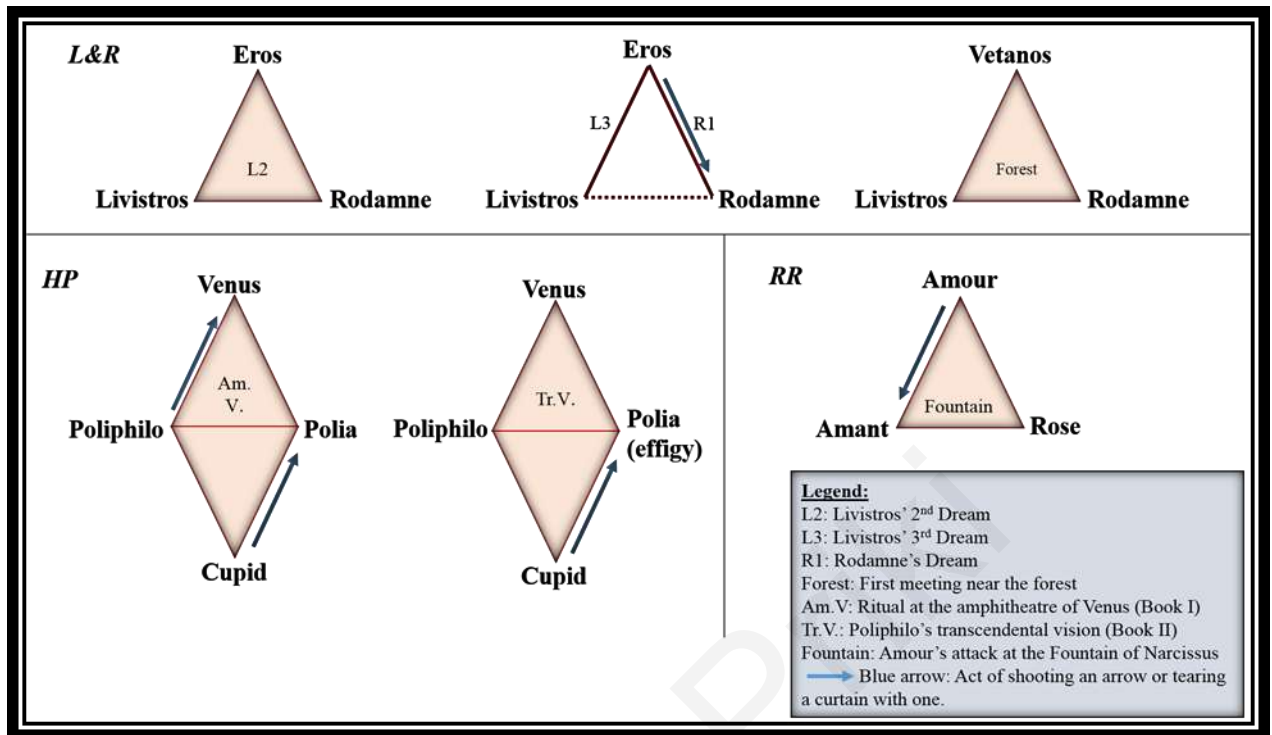 L&R
Eros
L2
Livistros
Rodamne
Eros
L3
R1
Livistros
Rodamne
Vetanos
Forest
Livistros
Rodamne
HP
Venus
Am.
V.
Poliphilo
Polia
Cupid
Venus
Tr.V.
Poliphilo
Polia
(effigy)
Cupid
RR
Amour
Fountain
Amant
Rose
Legend:
L2: Livistros’ 2nd Dream
L3: Livistros’ 3rd Dream
R1: Rodamne’s Dream
Forest: First meeting near the forest
Am.V: Ritual at the amphitheatre of Venus (Book I)
Tr.V.: Poliphilo’s transcendental vision (Book II)
Fountain: Amour’s attack at the Fountain of Narcissus
Blue arrow: Act of shooting an arrow or tearing
a curtain with one.